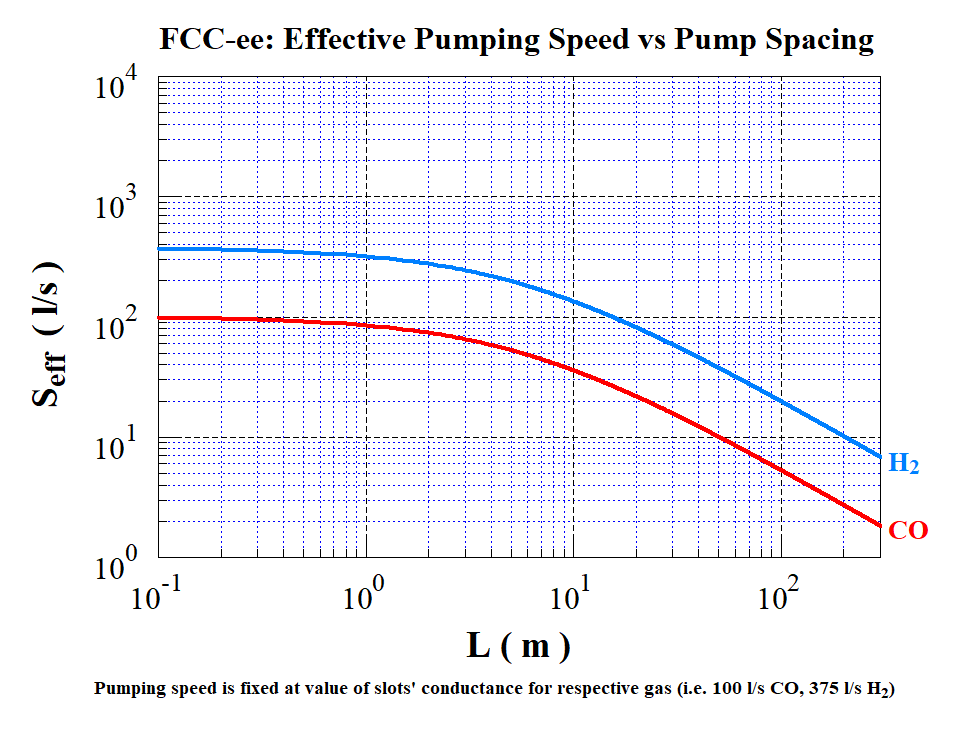 FCC-ee: Effective Pumping Speed vs Pump Spacing
10⁴
10³
10²
10¹
10⁰
S_eff ( l/s )
H₂
CO
10⁻¹ 10⁰ 10¹ 10²
L ( m )
Pumping speed is fixed at value of slots' conductance for respective gas (i.e. 100 l/s CO, 375 l/s H₂)